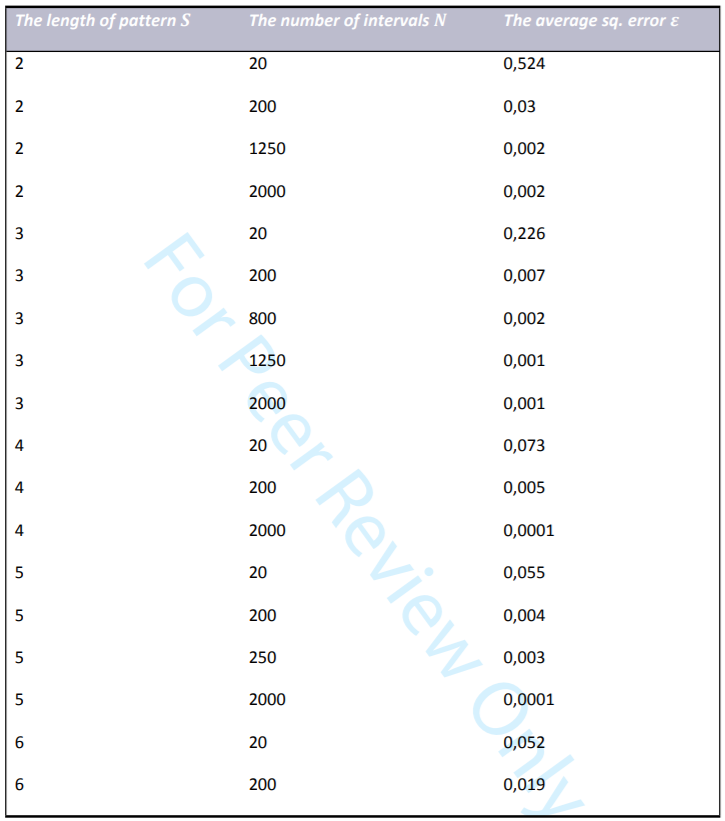 The length of pattern S The number of intervals N The average sq. error ε
2 20 0,524
2 200 0,03
2 1250 0,002
2 2000 0,002
3 20 0,226
3 200 0,007
3 800 0,002
3 1250 0,001
3 2000 0,001
4 20 0,073
4 200 0,005
4 2000 0,0001
5 20 0,055
5 200 0,004
5 250 0,003
5 2000 0,0001
6 20 0,052
6 200 0,019
For Peer Review Only